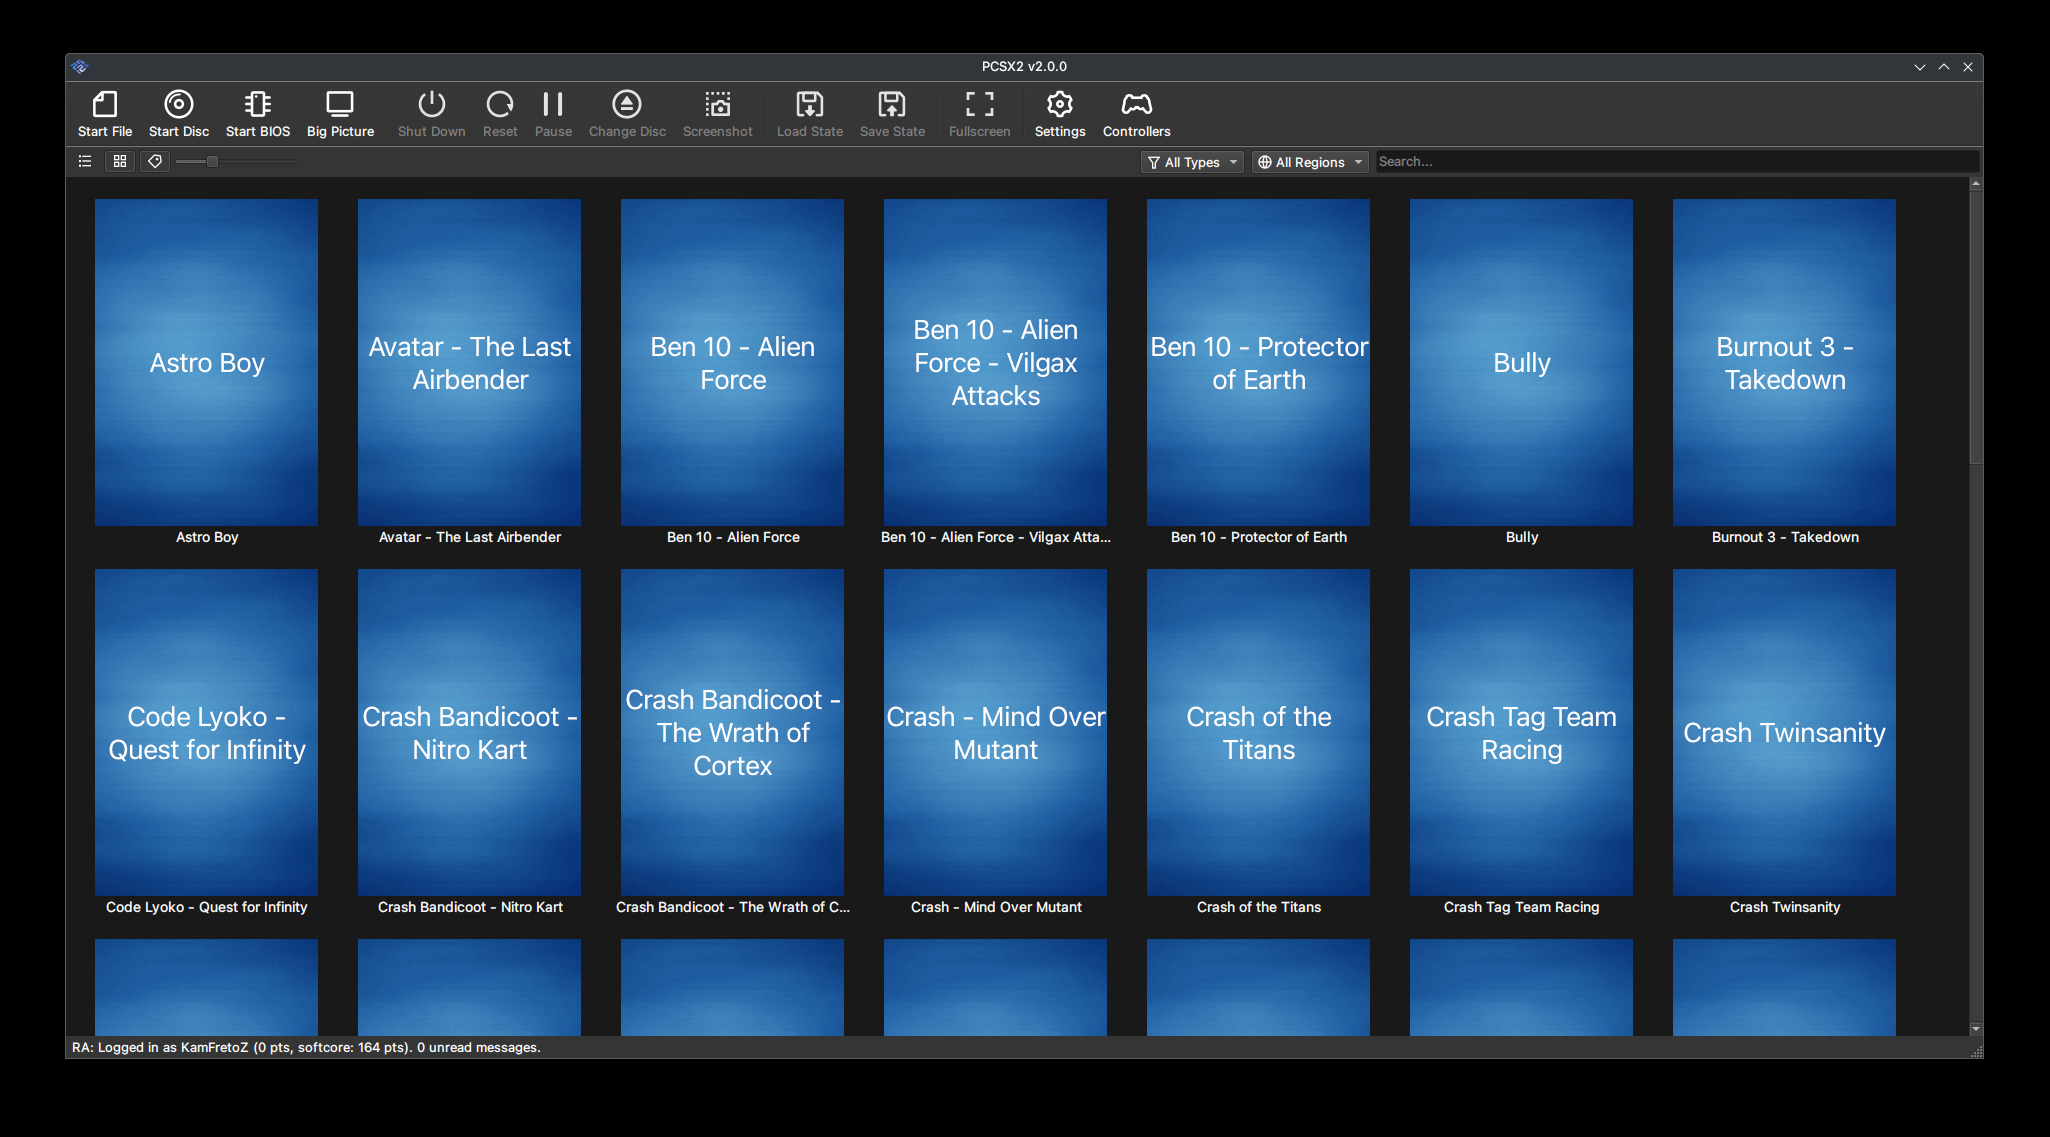 PCSX2 v2.0.0
Start File Start Disc Start BIOS Big Picture Shut Down Reset Pause Change Disc Screenshot Load State Save State Fullscreen Settings Controllers
All Types All Regions Search...
Astro Boy
Avatar - The Last
Airbender
Ben 10 - Alien
Force
Ben 10 - Alien
Force - Vilgax
Attacks
Ben 10 - Protector
of Earth
Bully
Burnout 3 -
Takedown
Astro Boy
Avatar - The Last Airbender
Ben 10 - Alien Force
Ben 10 - Alien Force - Vilgax Atta...
Ben 10 - Protector of Earth
Bully
Burnout 3 - Takedown
Code Lyoko -
Quest for Infinity
Crash Bandicoot -
Nitro Kart
Crash Bandicoot -
The Wrath of
Cortex
Crash - Mind Over
Mutant
Crash of the
Titans
Crash Tag Team
Racing
Crash Twinsanity
Code Lyoko - Quest for Infinity
Crash Bandicoot - Nitro Kart
Crash Bandicoot - The Wrath of C...
Crash - Mind Over Mutant
Crash of the Titans
Crash Tag Team Racing
Crash Twinsanity
RA: Logged in as KamFretoZ (0 pts, softcore: 164 pts). 0 unread messages.